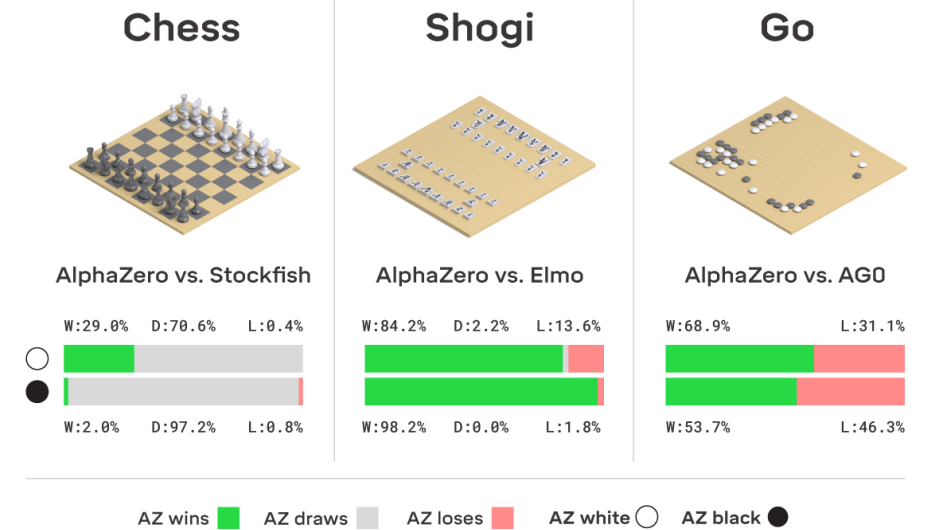 Chess
Shogi
Go
AlphaZero vs. Stockfish
AlphaZero vs. Elmo
AlphaZero vs. AG0
W:29.0% D:70.6% L:0.4%
W:84.2% D:2.2% L:13.6%
W:68.9% L:31.1%
W:2.0% D:97.2% L:0.8%
W:98.2% D:0.0% L:1.8%
W:53.7% L:46.3%
AZ wins
AZ draws
AZ loses
AZ white
AZ black